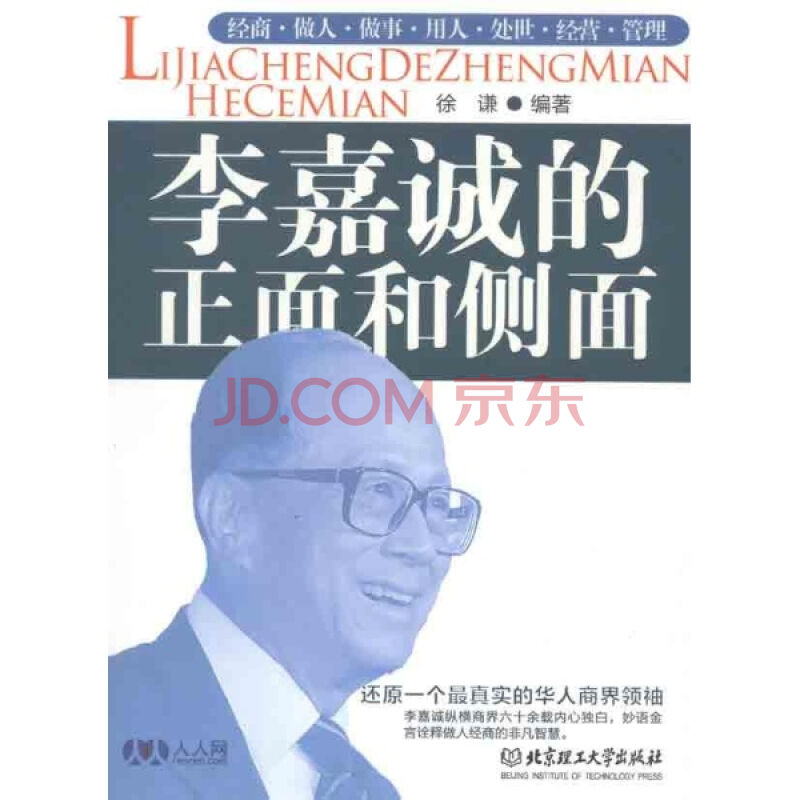 经商·做人·做事·用人·处世·经营·管理
LIJIACHENGDEZHENGMIAN
HECEMIAN 徐 谦●编著
李嘉诚的
正面和侧面
JD.COM 京东
还原一个最真实的华人商界领袖
李嘉诚纵横商界六十余载内心独白，妙语金
言诠释做人经商的非凡智慧。
人人网
renren.com
北京理工大学出版社
BEIJING INSTITUTE OF TECHNOLOGY PRESS